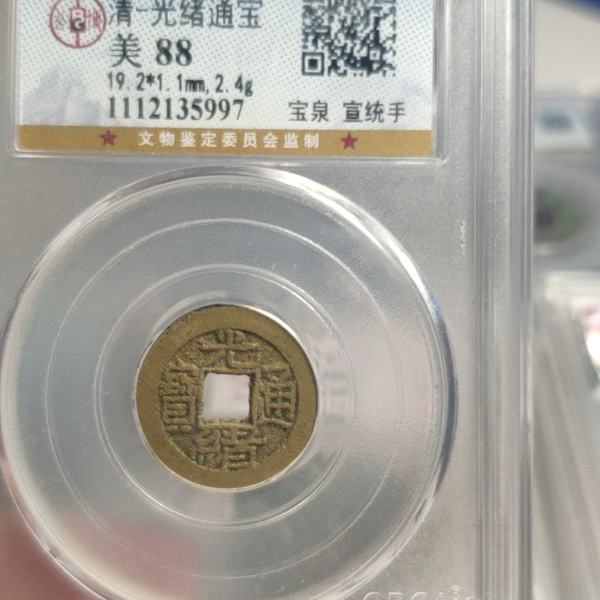 清-光绪通宝
美 88
19.2*1.1mm, 2.4g
1112135997
宝泉 宣统手
文物鉴定委员会监制
光緒通寶